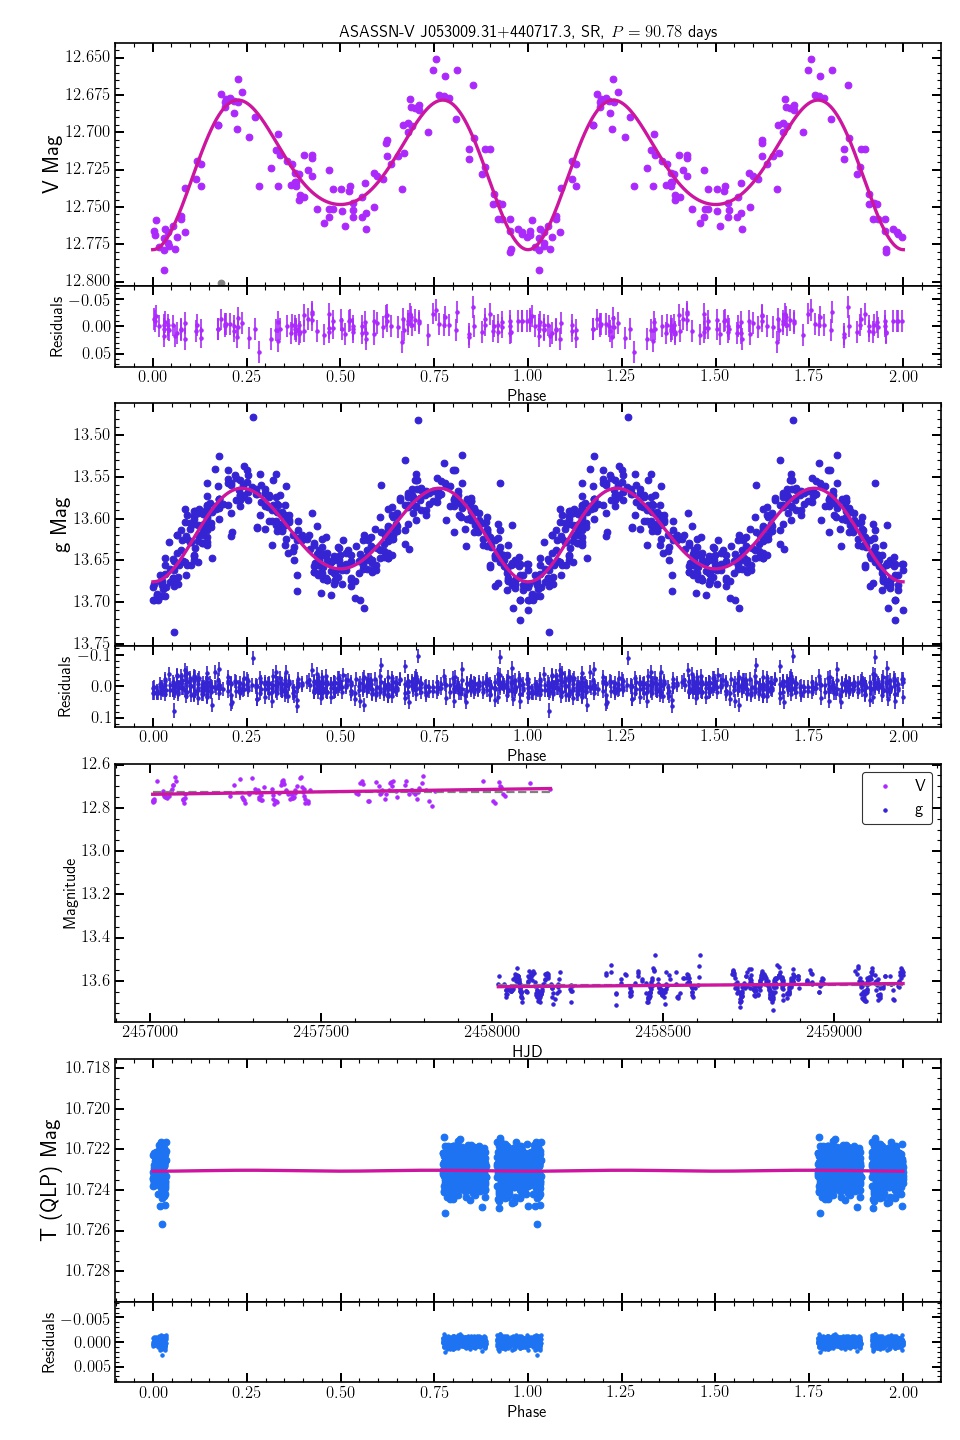 ASASSN-V J053009.31+440717.3, SR, P = 90.78 days
12.650
12.675
12.700
12.725
12.750
12.775
12.800
V Mag
−0.05
0.00
0.05
Residuals
0.00 0.25 0.50 0.75 1.00 1.25 1.50 1.75 2.00
Phase
13.50
13.55
13.60
13.65
13.70
13.75
g Mag
−0.1
0.0
0.1
Residuals
0.00 0.25 0.50 0.75 1.00 1.25 1.50 1.75 2.00
Phase
12.6
12.8
13.0
13.2
13.4
13.6
Magnitude
V
g
2457000 2457500 2458000 2458500 2459000
HJD
10.718
10.720
10.722
10.724
10.726
10.728
T (QLP) Mag
−0.005
0.000
0.005
Residuals
0.00 0.25 0.50 0.75 1.00 1.25 1.50 1.75 2.00
Phase